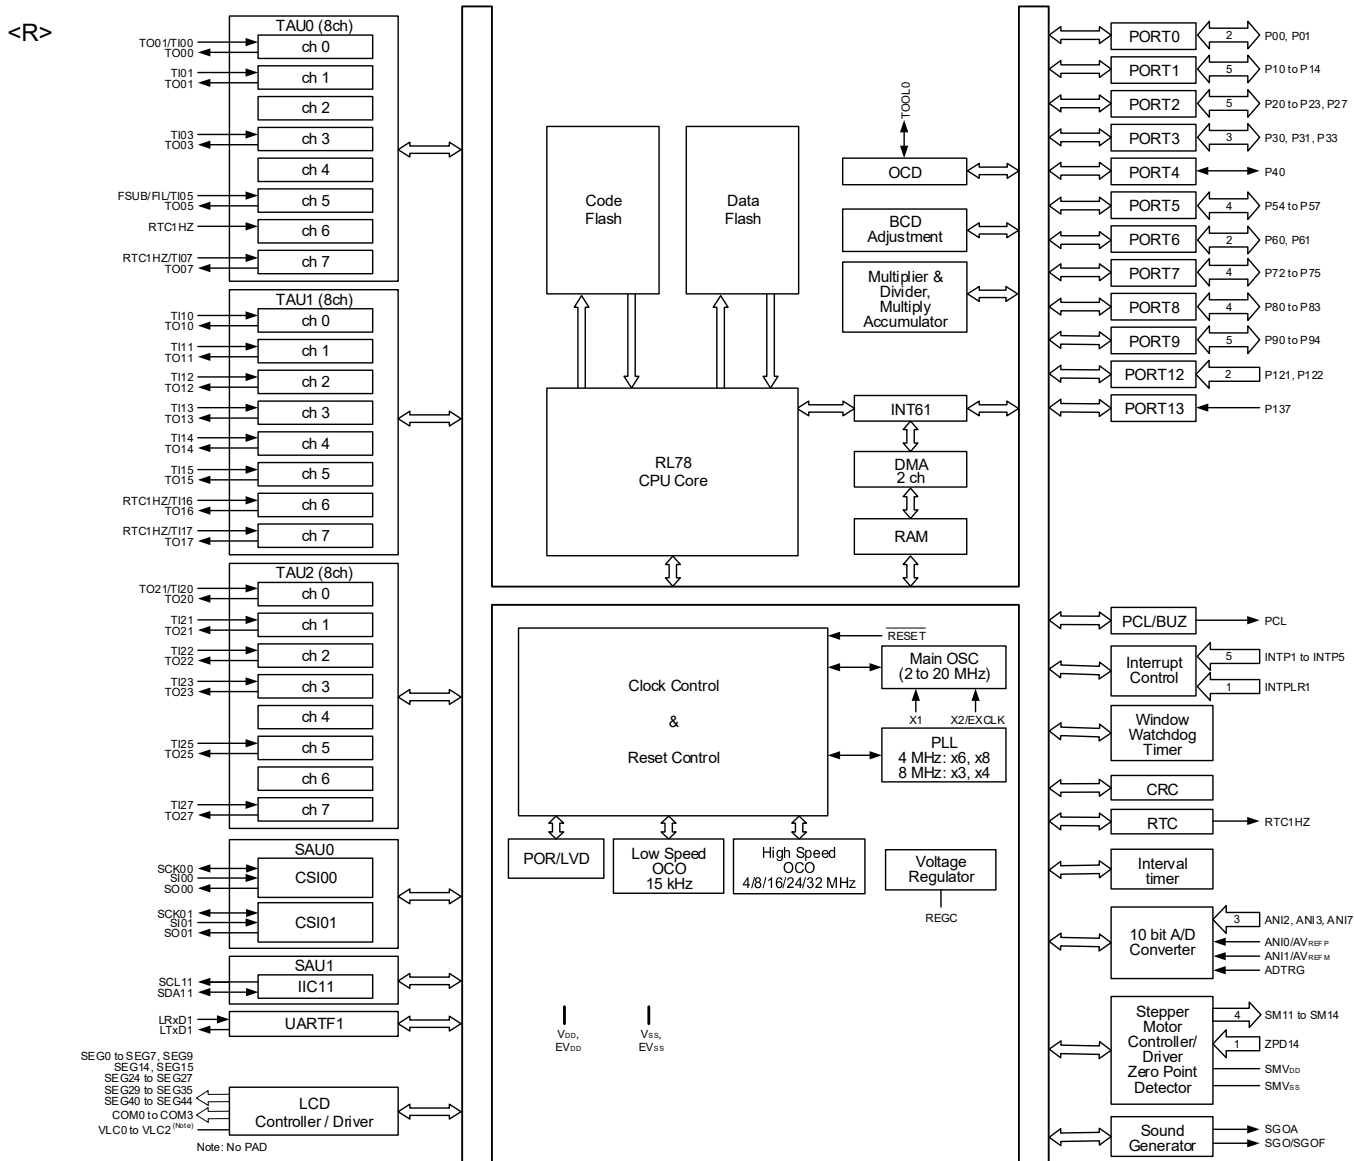 <R>
TAU0 (8ch)
TO01/TI00
TO00
ch 0
TI01
TO01
ch 1
ch 2
TI03
TO03
ch 3
ch 4
FSUB/FIL/TI05
TO05
ch 5
RTC1HZ
ch 6
RTC1HZ/TI07
TO07
ch 7
TAU1 (8ch)
TI10
TO10
ch 0
TI11
TO11
ch 1
TI12
TO12
ch 2
TI13
TO13
ch 3
TI14
TO14
ch 4
TI15
TO15
ch 5
RTC1HZ/TI16
TO16
ch 6
RTC1HZ/TI17
TO17
ch 7
TAU2 (8ch)
TO21/TI20
TO20
ch 0
TI21
TO21
ch 1
TI22
TO22
ch 2
TI23
TO23
ch 3
ch 4
TI25
TO25
ch 5
ch 6
TI27
TO27
ch 7
SAU0
SCK00
SI00
SO00
CSI00
SCK01
SI01
SO01
CSI01
SAU1
SCL11
SDA11
IIC11
LRxD1
LTxD1
UARTF1
SEG0 to SEG7, SEG9
SEG14, SEG15
SEG24 to SEG27
SEG29 to SEG35
SEG40 to SEG44
COM0 to COM3
VLC0 to VLC2 (Note)
LCD
Controller / Driver
Note: No PAD
Code
Flash
Data
Flash
TOOL0
OCD
BCD
Adjustment
Multiplier &
Divider,
Multiply
Accumulator
RL78
CPU Core
INT61
DMA
2 ch
RAM
Clock Control
&
Reset Control
RESET
Main OSC
(2 to 20 MHz)
X1
X2/EXCLK
PLL
4 MHz: x6, x8
8 MHz: x3, x4
POR/LVD
Low Speed
OCO
15 kHz
High Speed
OCO
4/8/16/24/32 MHz
Voltage
Regulator
REGC
VDD,
EVDD
VSS,
EVSS
PORT0
2
P00, P01
PORT1
5
P10 to P14
PORT2
5
P20 to P23, P27
PORT3
3
P30, P31, P33
PORT4
P40
PORT5
4
P54 to P57
PORT6
2
P60, P61
PORT7
4
P72 to P75
PORT8
4
P80 to P83
PORT9
5
P90 to P94
PORT12
2
P121, P122
PORT13
P137
PCL/BUZ
PCL
Interrupt
Control
5
INTP1 to INTP5
1
INTPLR1
Window
Watchdog
Timer
CRC
RTC
RTC1HZ
Interval
timer
10 bit A/D
Converter
3
ANI2, ANI3, ANI7
ANI0/AVREFP
ANI1/AVREFM
ADTRG
Stepper
Motor
Controller/
Driver
Zero Point
Detector
4
SM11 to SM14
1
ZPD14
SMVDD
SMVSS
Sound
Generator
SGOA
SGO/SGOF